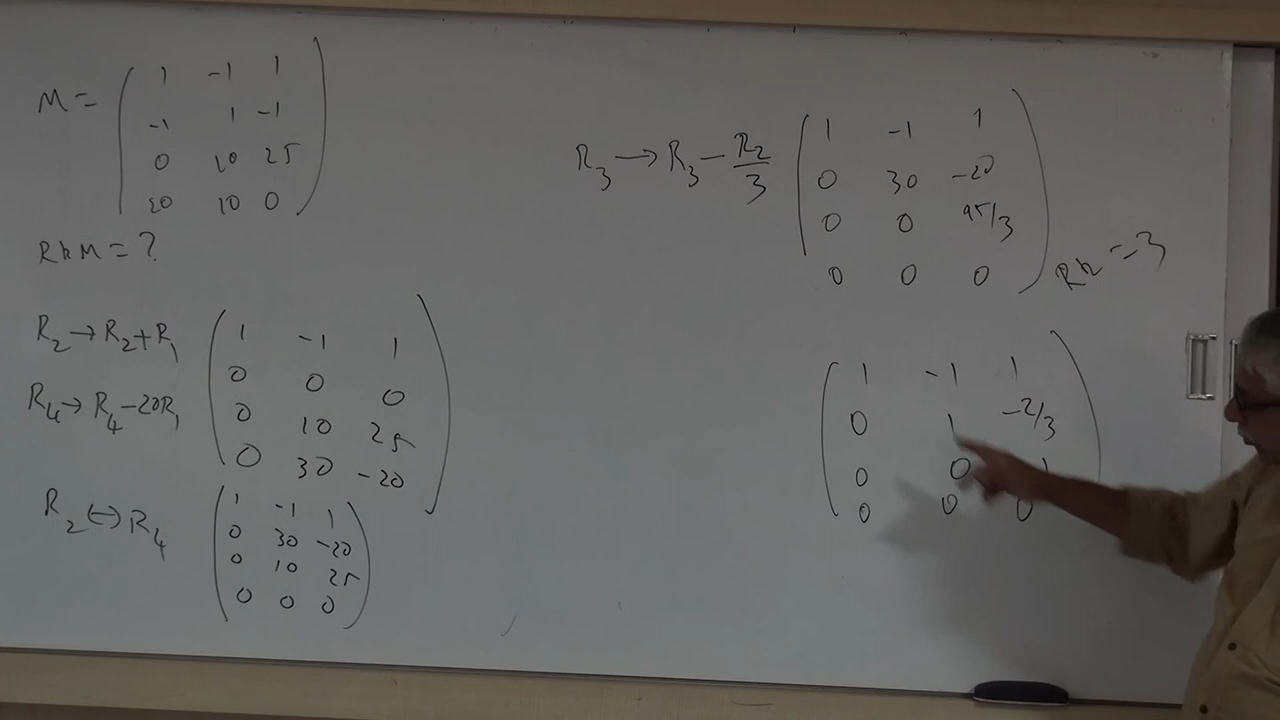 M = ( 1 -1 1
-1 1 -1
0 10 25
20 10 0 )
Rk M = ?
R₂ → R₂ + R₁ ( 1 -1 1
0 0 0
R₄ → R₄ - 20R₁ 0 10 25
0 30 -20 )
R₂ ↔ R₄ ( 1 -1 1
0 30 -20
0 10 25
0 0 0 )
R₃ → R₃ - R₂/3 ( 1 -1 1
0 30 -20
0 0 95/3
0 0 0 ) Rk = 3
( 1 -1 1
0 1 -2/3
0 0 1
0 0 0 )